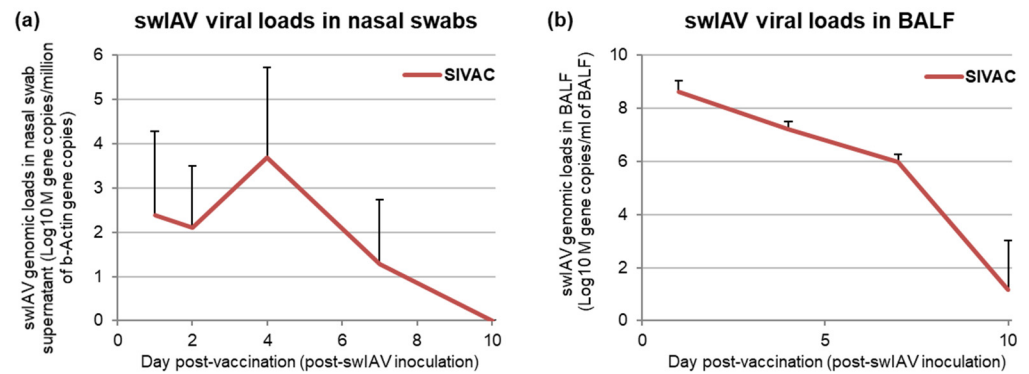 (a)
swIAV viral loads in nasal swabs
swIAV genomic loads in nasal swab
supernatant (Log10 M gene copies/million
of b-Actin gene copies)
6
5
4
3
2
1
0
SIVAC
0 2 4 6 8 10
Day post-vaccination (post-swIAV inoculation)
(b)
swIAV viral loads in BALF
swIAV genomic loads in BALF
(Log10 M gene copies/ml of BALF)
10
8
6
4
2
0
SIVAC
0 5 10
Day post-vaccination (post-swIAV inoculation)